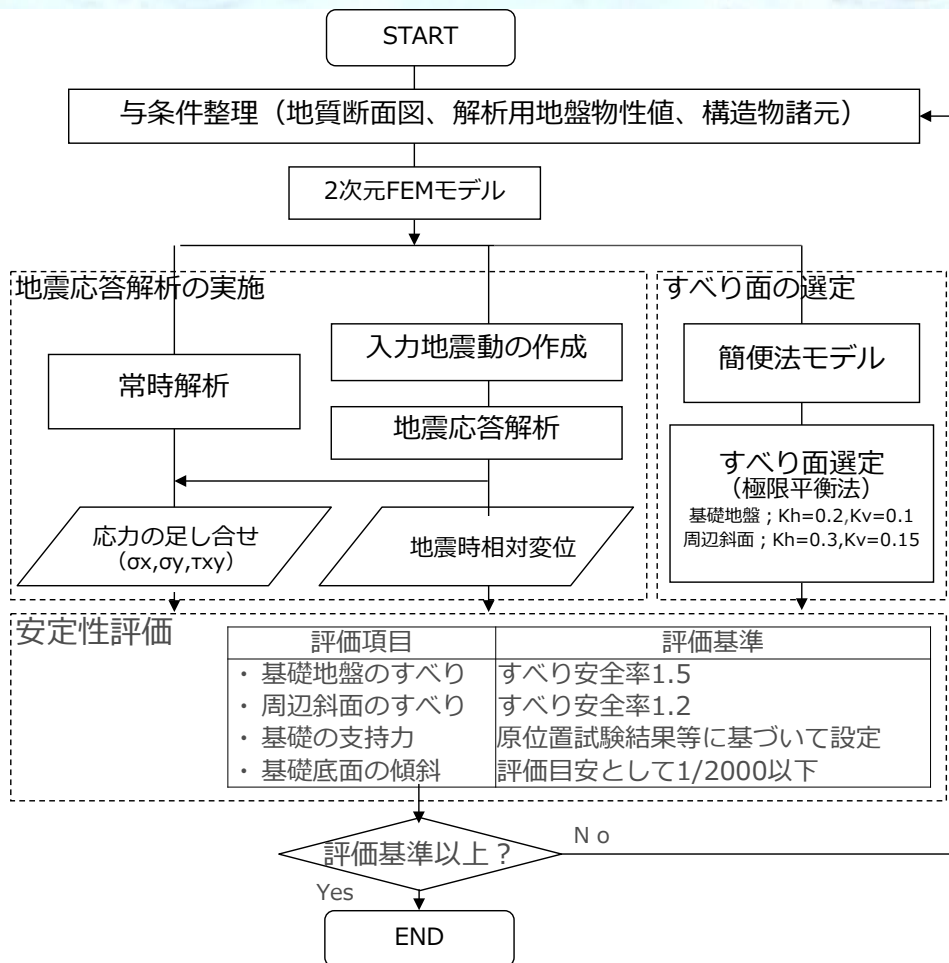 START
与条件整理（地質断面図、解析用地盤物性値、構造物諸元）
2次元FEMモデル
地震応答解析の実施
すべり面の選定
常時解析
入力地震動の作成
地震応答解析
簡便法モデル
すべり面選定
（極限平衡法）
基礎地盤；Kh=0.2,Kv=0.1
周辺斜面；Kh=0.3,Kv=0.15
応力の足し合せ
（σx,σy,τxy）
地震時相対変位
安定性評価
評価項目 評価基準
・基礎地盤のすべり すべり安全率1.5
・周辺斜面のすべり すべり安全率1.2
・基礎の支持力 原位置試験結果等に基づいて設定
・基礎底面の傾斜 評価目安として1/2000以下
評価基準以上？
No
Yes
END